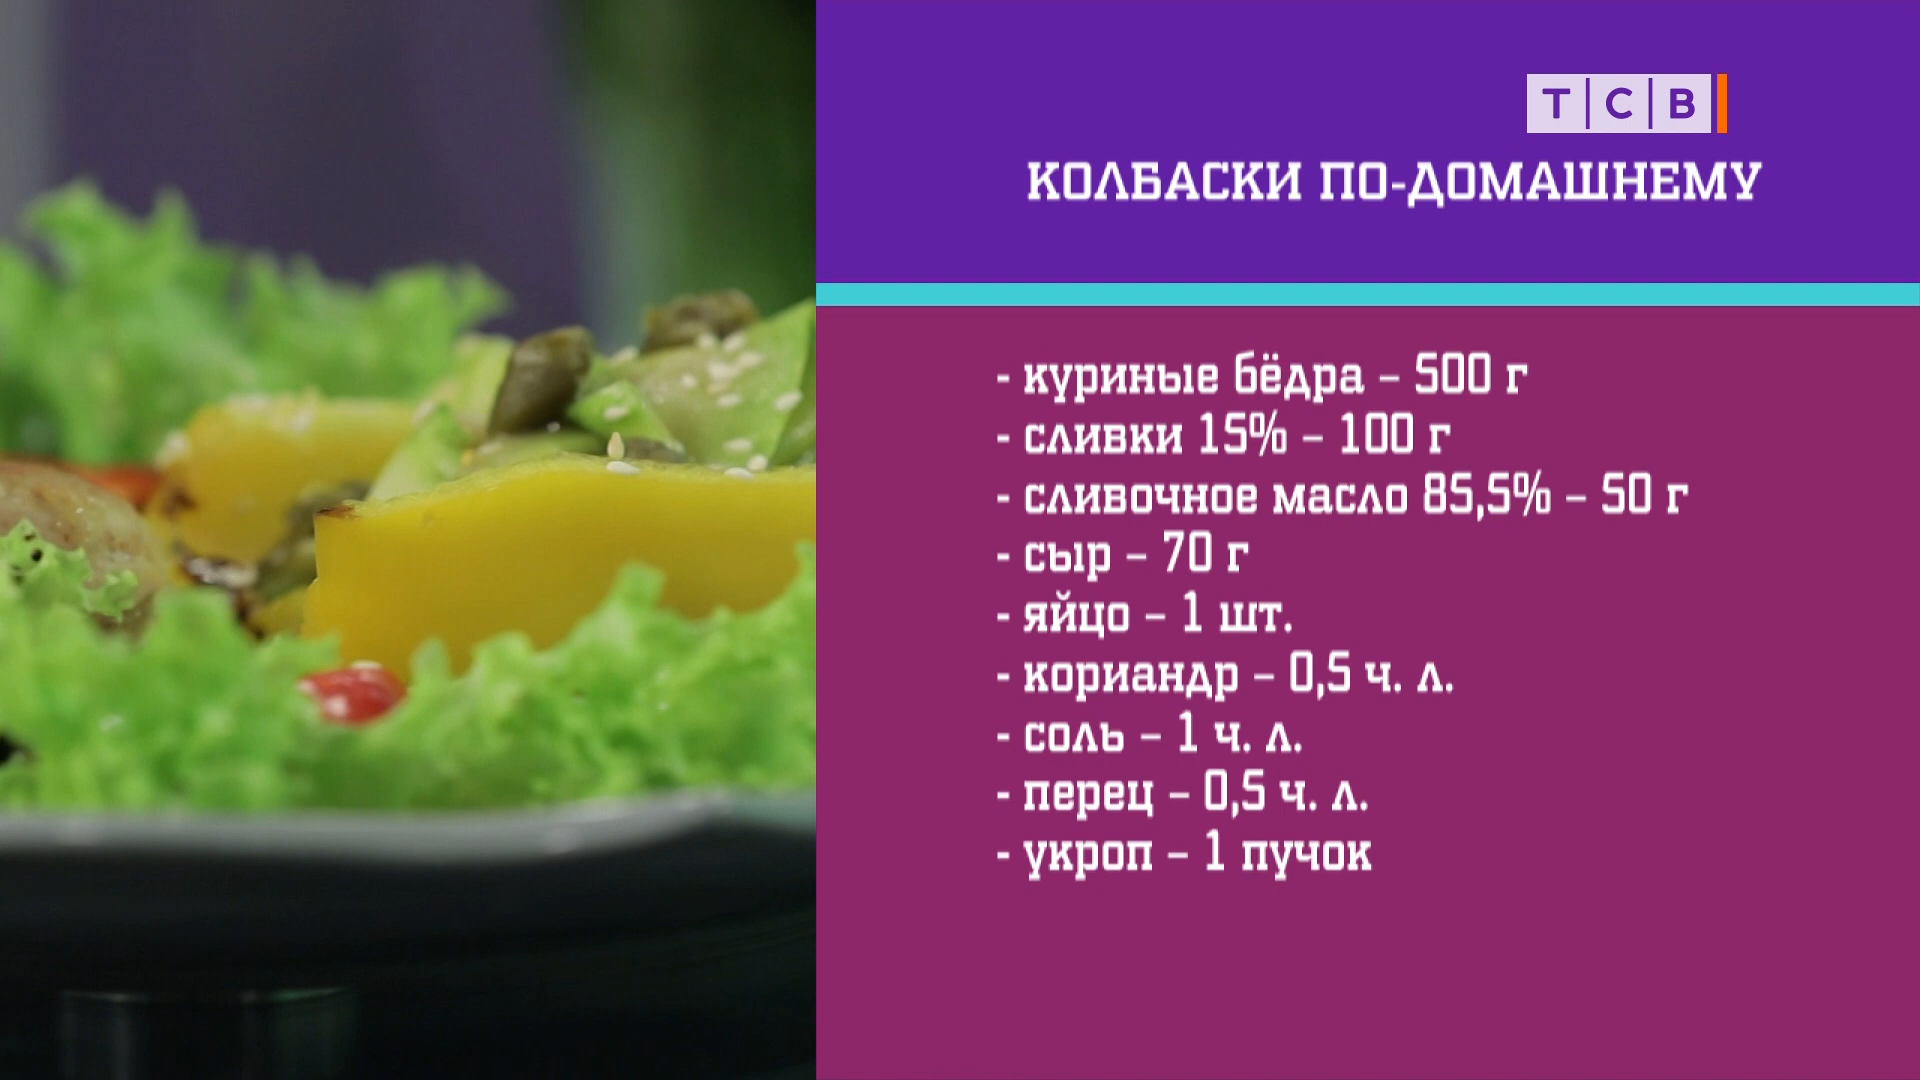 ТСВ
КОЛБАСКИ ПО-ДОМАШНЕМУ
- куриные бёдра – 500 г
- сливки 15% – 100 г
- сливочное масло 85,5% – 50 г
- сыр – 70 г
- яйцо – 1 шт.
- кориандр – 0,5 ч. л.
- соль – 1 ч. л.
- перец – 0,5 ч. л.
- укроп – 1 пучок